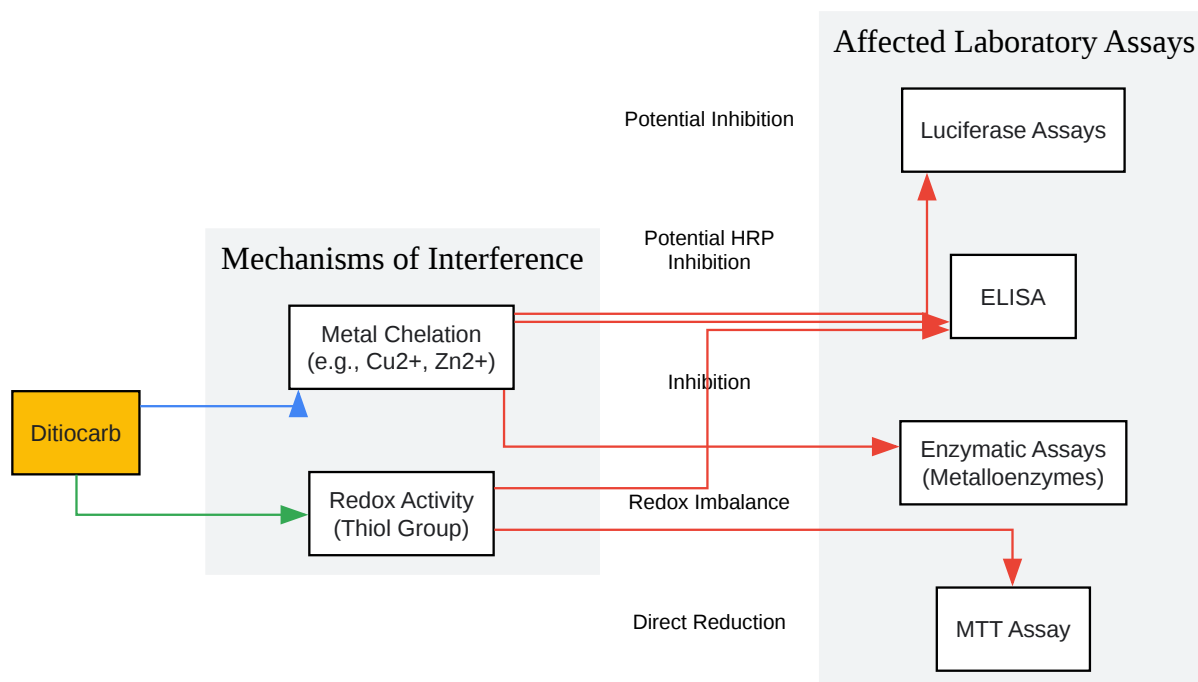 Affected Laboratory Assays
Potential Inhibition
Luciferase Assays
Mechanisms of Interference
Potential HRP
Inhibition
ELISA
Metal Chelation
(e.g., Cu2+, Zn2+)
Inhibition
Ditiocarb
Enzymatic Assays
(Metalloenzymes)
Redox Activity
(Thiol Group)
Redox Imbalance
Direct Reduction
MTT Assay